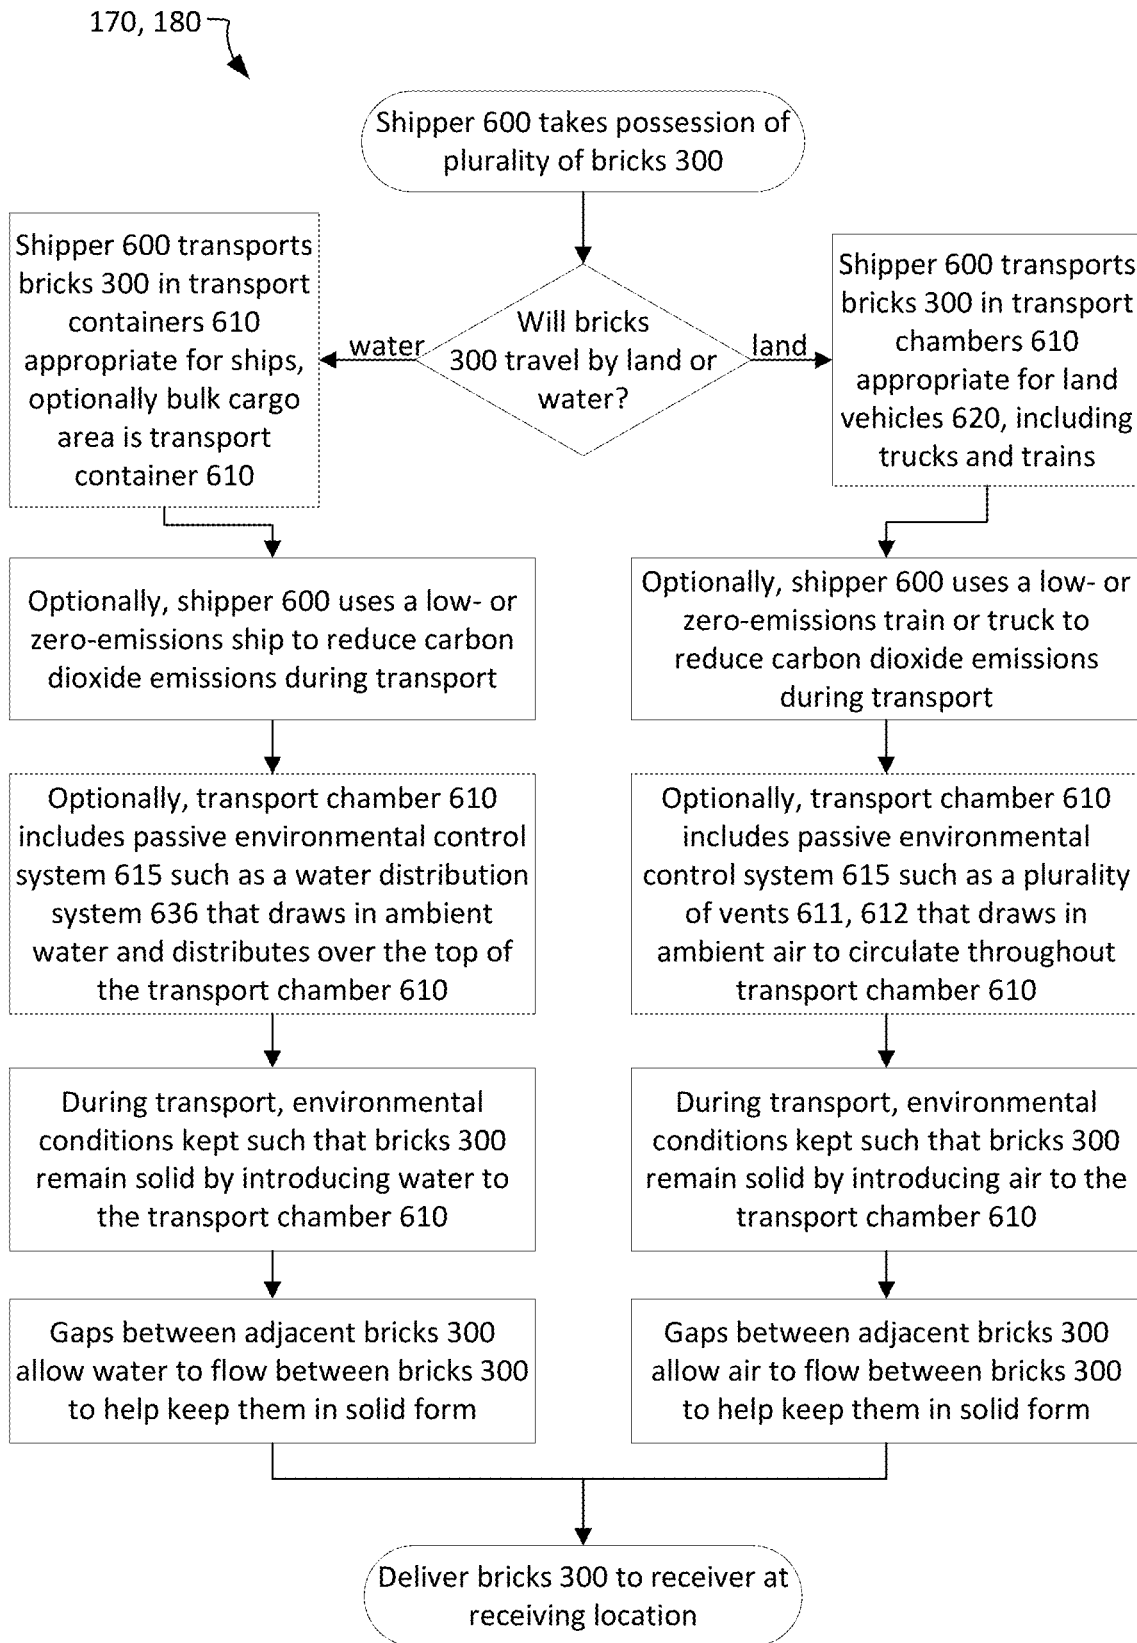 170, 180
Shipper 600 takes possession of
plurality of bricks 300
Will bricks
300 travel by land or
water?
water
land
Shipper 600 transports
bricks 300 in transport
containers 610
appropriate for ships,
optionally bulk cargo
area is transport
container 610
Optionally, shipper 600 uses a low- or
zero-emissions ship to reduce carbon
dioxide emissions during transport
Optionally, transport chamber 610
includes passive environmental control
system 615 such as a water distribution
system 636 that draws in ambient
water and distributes over the top of
the transport chamber 610
During transport, environmental
conditions kept such that bricks 300
remain solid by introducing water to
the transport chamber 610
Gaps between adjacent bricks 300
allow water to flow between bricks 300
to help keep them in solid form
Shipper 600 transports
bricks 300 in transport
chambers 610
appropriate for land
vehicles 620, including
trucks and trains
Optionally, shipper 600 uses a low- or
zero-emissions train or truck to
reduce carbon dioxide emissions
during transport
Optionally, transport chamber 610
includes passive environmental
control system 615 such as a plurality
of vents 611, 612 that draws in
ambient air to circulate throughout
transport chamber 610
During transport, environmental
conditions kept such that bricks 300
remain solid by introducing air to the
transport chamber 610
Gaps between adjacent bricks 300
allow air to flow between bricks 300
to help keep them in solid form
Deliver bricks 300 to receiver at
receiving location